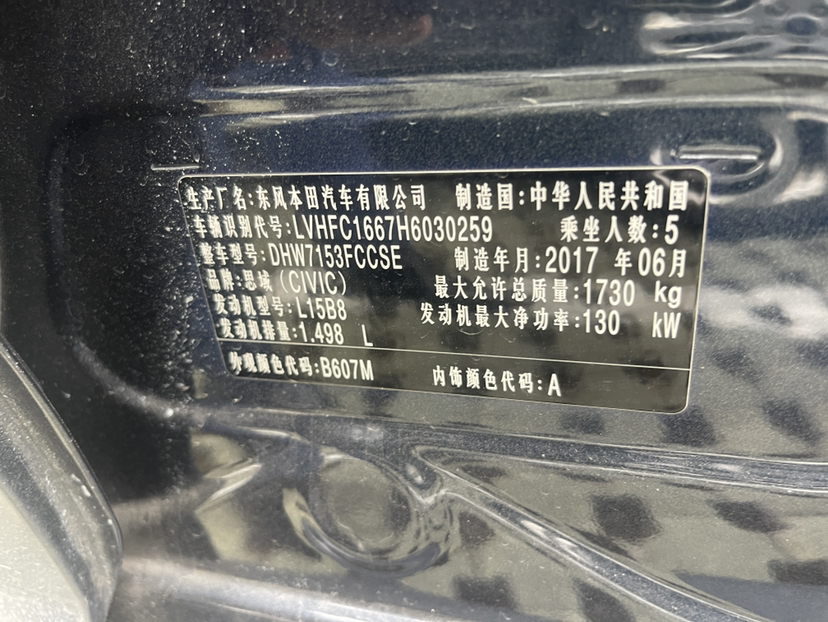 生产厂名:东风本田汽车有限公司 制造国:中华人民共和国
车辆识别代号:LVHFC1667H6030259 乘坐人数:5
整车型号:DHW7153FCCSE 制造年月:2017 年06月
品牌:思域(CIVIC) 最大允许总质量:1730 kg
发动机型号:L15B8 发动机最大净功率:130 kW
发动机排量:1.498 L
外观颜色代码:B607M 内饰颜色代码:A